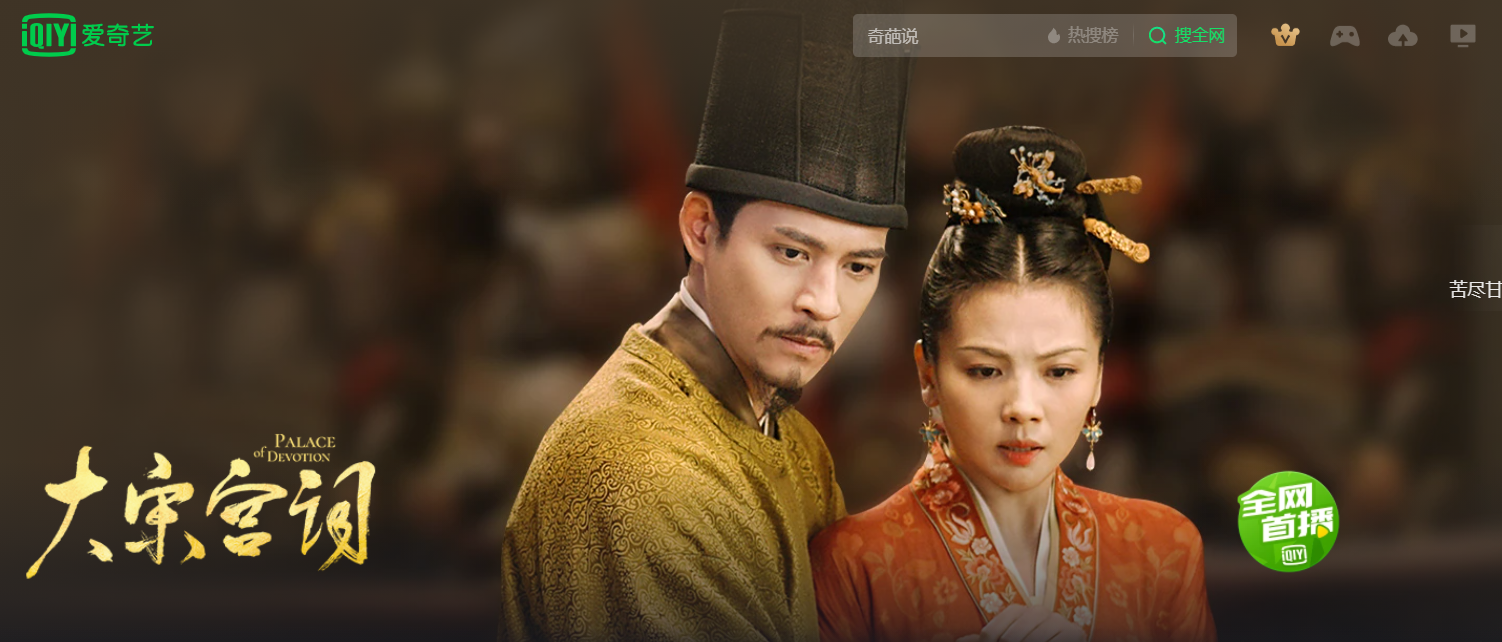 iQIYI 爱奇艺
奇葩说
热搜榜
搜全网
苦尽甘
PALACE
of DEVOTION
大宋宫词
全网
首播
iQIYI